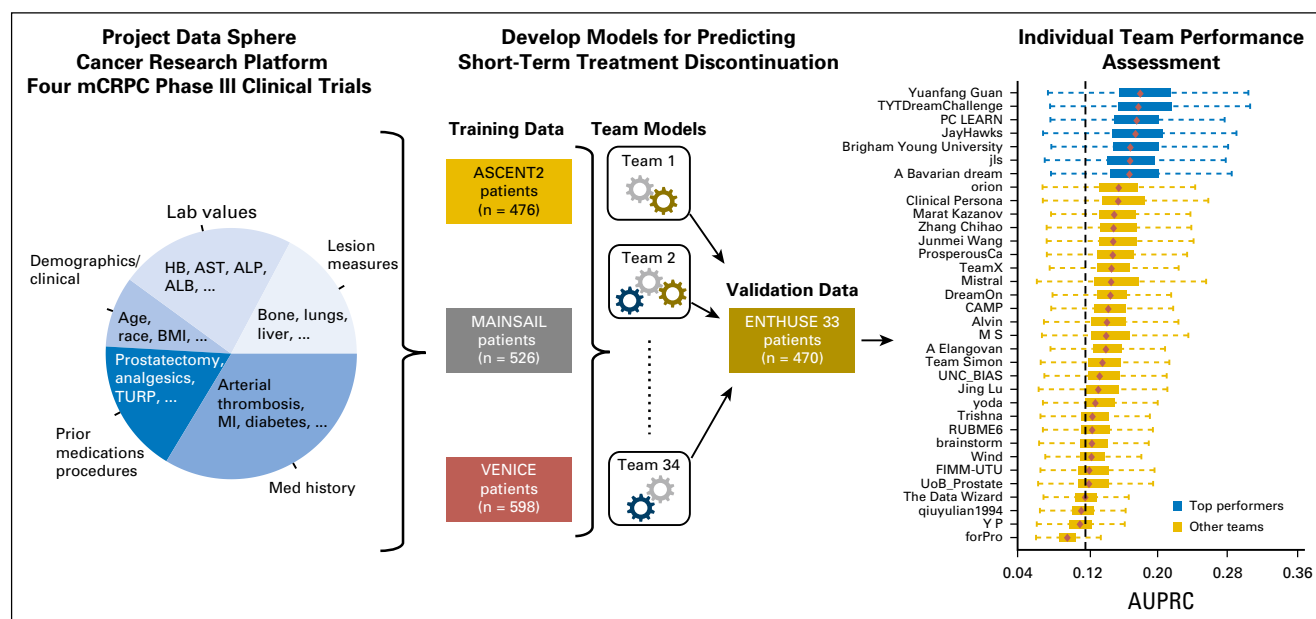 Project Data Sphere
Cancer Research Platform
Four mCRPC Phase III Clinical Trials
Lab values
Demographics/
clinical
Lesion
measures
HB, AST, ALP,
ALB, ...
Age,
race, BMI, ...
Bone, lungs,
liver, ...
Prostatectomy,
analgesics,
TURP, ...
Arterial
thrombosis,
MI, diabetes, ...
Prior
medications
procedures
Med history
Develop Models for Predicting
Short-Term Treatment Discontinuation
Training Data
ASCENT2
patients
(n = 476)
MAINSAIL
patients
(n = 526)
VENICE
patients
(n = 598)
Team Models
Team 1
Team 2
Team 34
Validation Data
ENTHUSE 33
patients
(n = 470)
Individual Team Performance
Assessment
Yuanfang Guan
TYTDreamChallenge
PC LEARN
JayHawks
Brigham Young University
jls
A Bavarian dream
orion
Clinical Persona
Marat Kazanov
Zhang Chihao
Junmei Wang
ProsperousCa
TeamX
Mistral
DreamOn
CAMP
Alvin
M S
A Elangovan
Team Simon
UNC_BIAS
Jing Lu
yoda
Trishna
RUBME6
brainstorm
Wind
FIMM-UTU
UoB_Prostate
The Data Wizard
qiuyulian1994
Y P
forPro
Top performers
Other teams
0.04 0.12 0.20 0.28 0.36
AUPRC